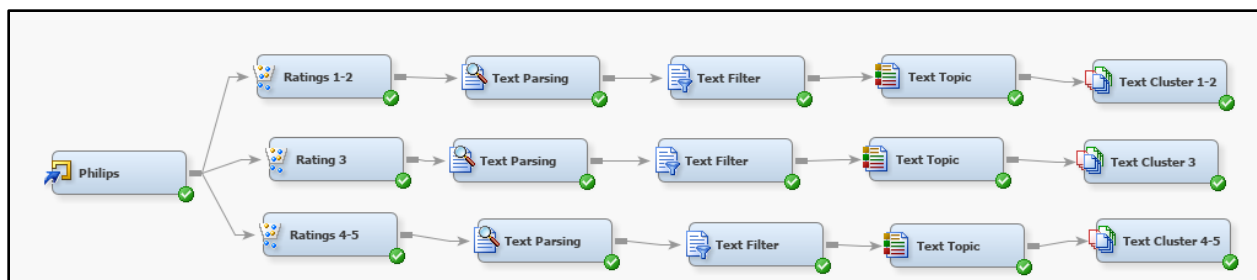 Ratings 1-2
Text Parsing
Text Filter
Text Topic
Text Cluster 1-2
Philips
Rating 3
Text Parsing
Text Filter
Text Topic
Text Cluster 3
Ratings 4-5
Text Parsing
Text Filter
Text Topic
Text Cluster 4-5